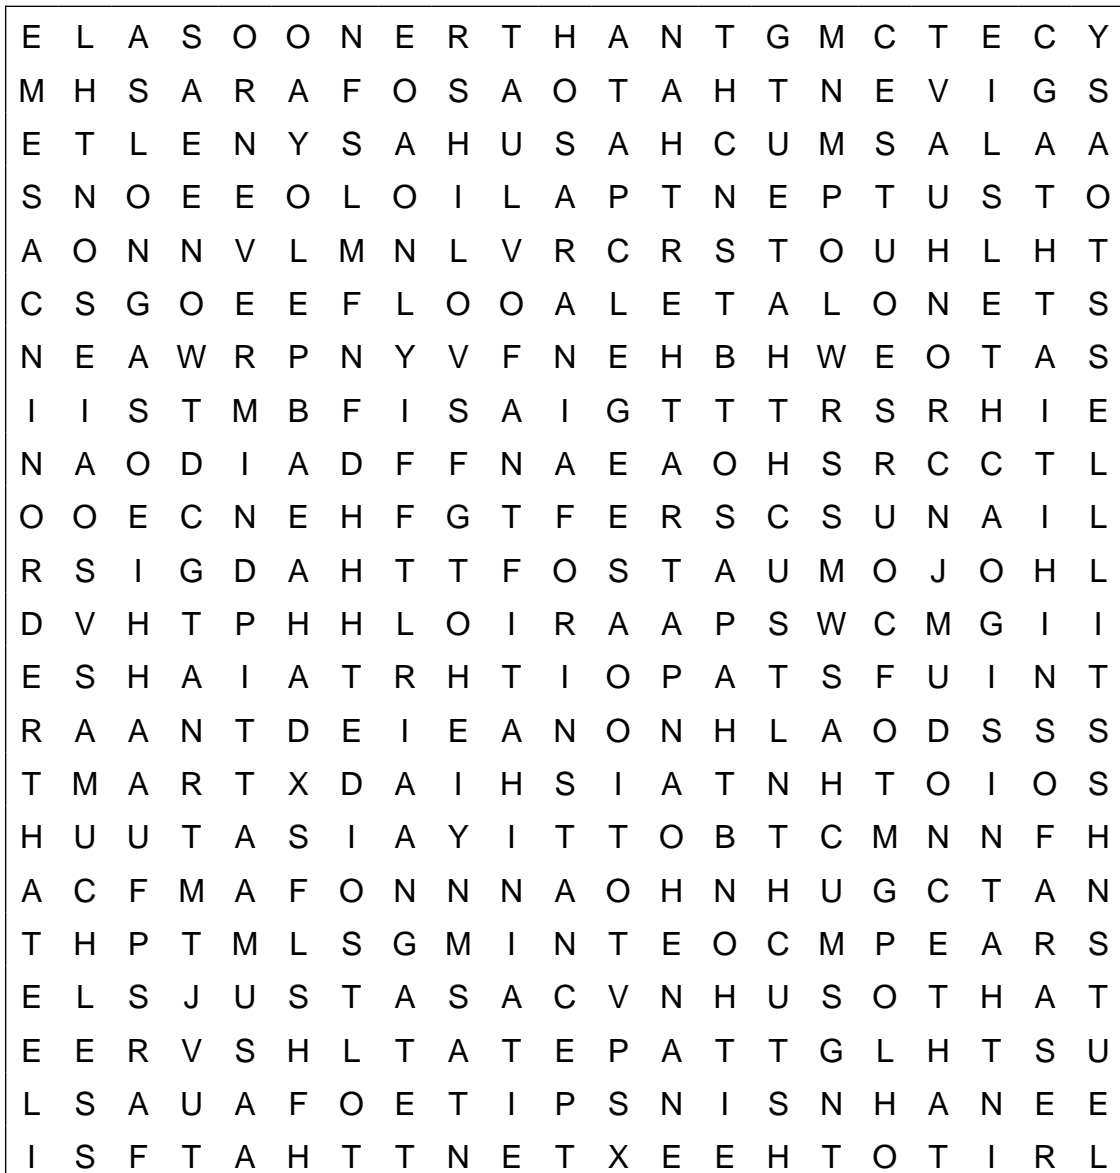 E L A S O O N E R T H A N T G M C T E C Y
M H S A R A F O S A O T A H T N E V I G S
E T L E N Y S A H U S A H C U M S A L A A
S N O E E O L O I L A P T N E P T U S T O
A O N N V L M N L V R C R S T O U H L H T
C S G O E E F L O O A L E T A L O N E T S
N E A W R P N Y V F N E H B H W E O T A S
I I S T M B F I S A I G T T T R S R H I E
N A O D I A D F F N A E A O H S R C C T L
O O E C N E H F G T F E R S C S U N A I L
R S I G D A H T T F O S T A U M O J O H L
D V H T P H H L O I R A A P S W C M G I I
E S H A I A T R H T I O P A T S F U I N T
R A A N T D E I E A N O N H L A O D S S S
T M A R T X D A I H S I A T N H T O I O S
H U U T A S I A Y I T T O B T C M N N F H
A C F M A F O N N N A O H N H U G C T A N
T H P T M L S G M I N T E O C M P E A R S
E L S J U S T A S A C V N H U S O T H A T
E E R V S H L T A T E P A T T G L H T S U
L S A U A F O E T I P S N I S N H A N E E
I S F T A H T T N E T X E E H T O T I R L